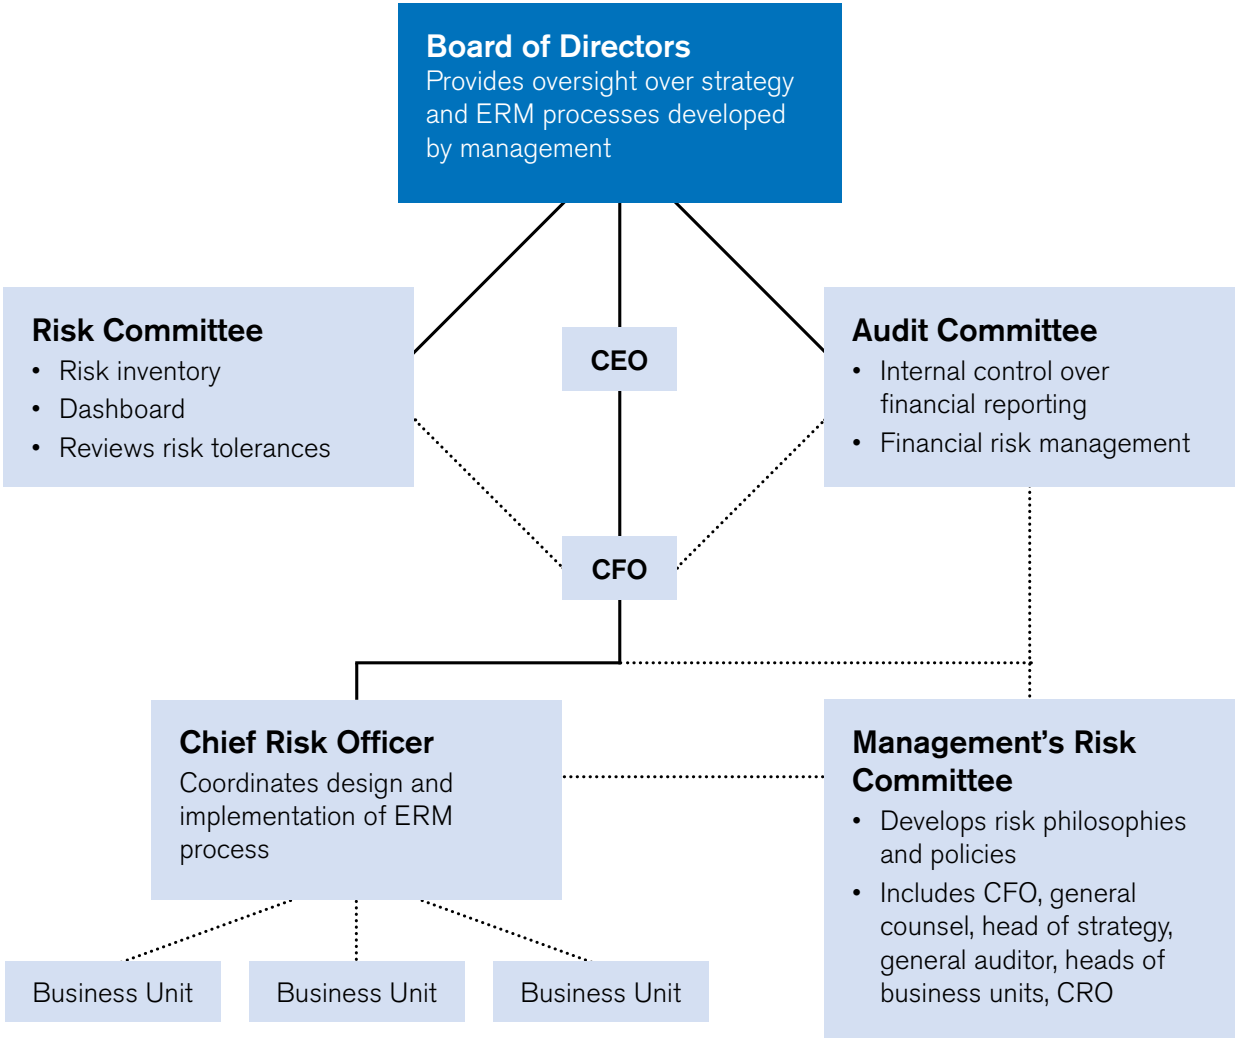 Board of Directors
Provides oversight over strategy
and ERM processes developed
by management
Risk Committee
• Risk inventory
• Dashboard
• Reviews risk tolerances
CEO
Audit Committee
• Internal control over
financial reporting
• Financial risk management
CFO
Chief Risk Officer
Coordinates design and
implementation of ERM
process
Management’s Risk
Committee
• Develops risk philosophies
and policies
• Includes CFO, general
counsel, head of strategy,
general auditor, heads of
business units, CRO
Business Unit
Business Unit
Business Unit